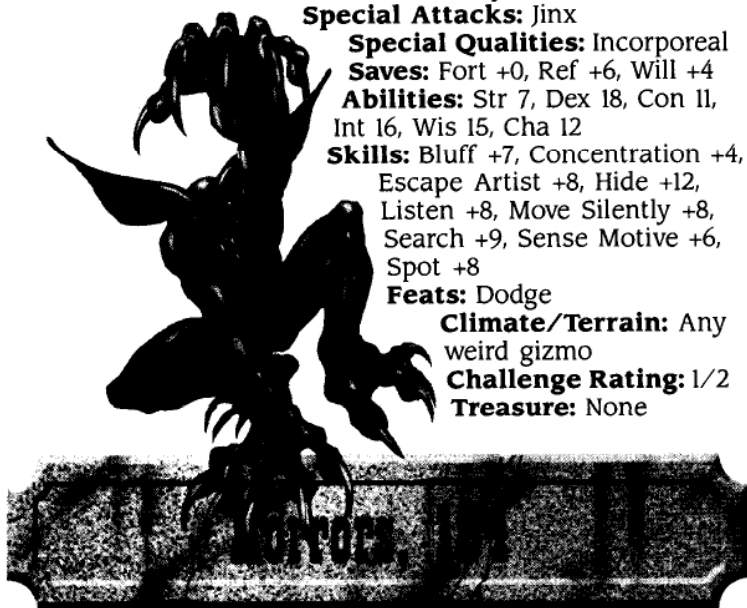 Special Attacks: Jinx
Special Qualities: Incorporeal
Saves: Fort +0, Ref +6, Will +4
Abilities: Str 7, Dex 18, Con 11,
Int 16, Wis 15, Cha 12
Skills: Bluff +7, Concentration +4,
Escape Artist +8, Hide +12,
Listen +8, Move Silently +8,
Search +9, Sense Motive +6,
Spot +8
Feats: Dodge
Climate/Terrain: Any
weird gizmo
Challenge Rating: 1/2
Treasure: None